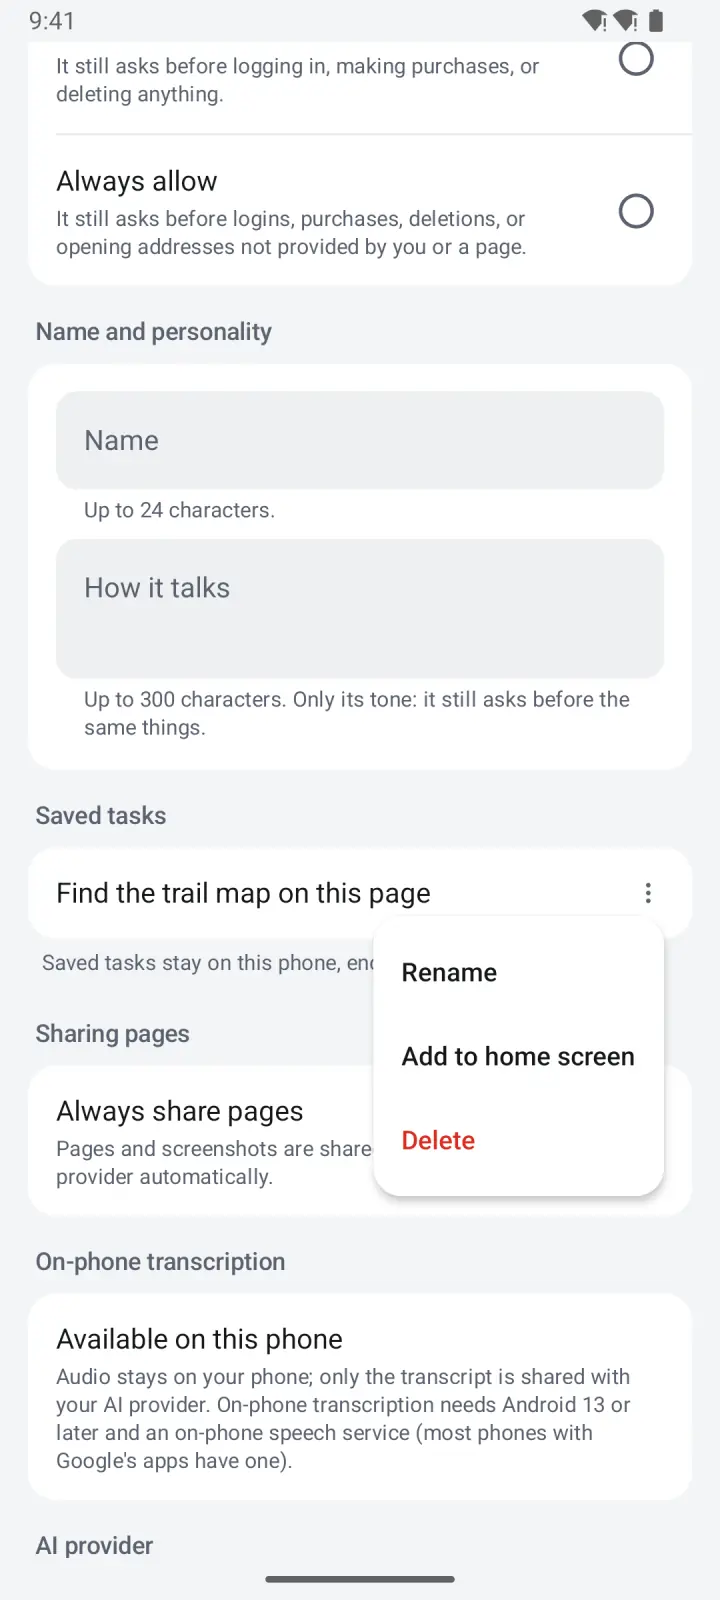 9:41
It still asks before logging in, making purchases, or
deleting anything.
Always allow
It still asks before logins, purchases, deletions, or
opening addresses not provided by you or a page.
Name and personality
Name
Up to 24 characters.
How it talks
Up to 300 characters. Only its tone: it still asks before the
same things.
Saved tasks
Find the trail map on this page
Saved tasks stay on this phone,
Rename
Add to home screen
Delete
Sharing pages
Always share pages
Pages and screenshots are
provider automatically.
On-phone transcription
Available on this phone
Audio stays on your phone; only the transcript is shared with
your AI provider. On-phone transcription needs Android 13 or
later and an on-phone speech service (most phones with
Google's apps have one).
AI provider